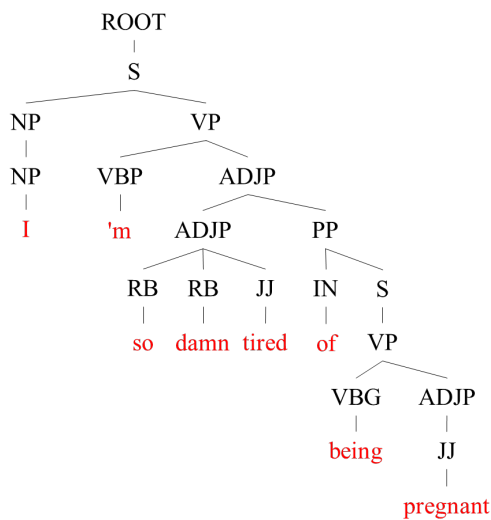 ROOT
S
NP VP
NP VBP ADJP
I 'm ADJP PP
RB RB JJ IN S
so damn tired of VP
VBG ADJP
being JJ
pregnant